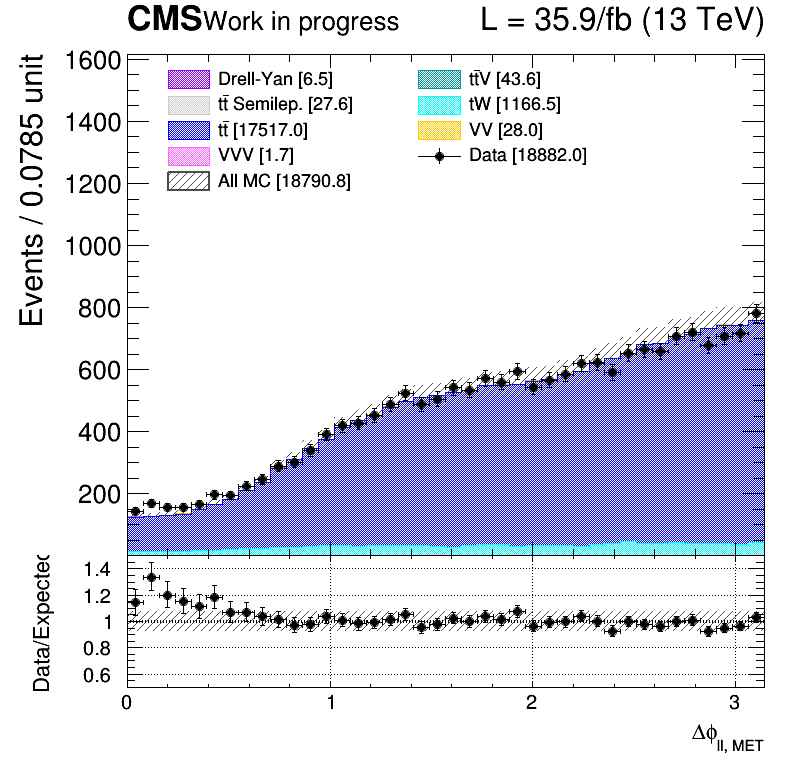 CMS Work in progress L = 35.9/fb (13 TeV)
Events / 0.0785 unit
1600
1400
1200
1000
800
600
400
200
Drell-Yan [6.5]
tt̄ Semilep. [27.6]
tt̄ [17517.0]
VVV [1.7]
All MC [18790.8]
tt̄V [43.6]
tW [1166.5]
VV [28.0]
Data [18882.0]
Data/Expected
1.4
1.2
1
0.8
0.6
0 1 2 3
Δϕll, MET